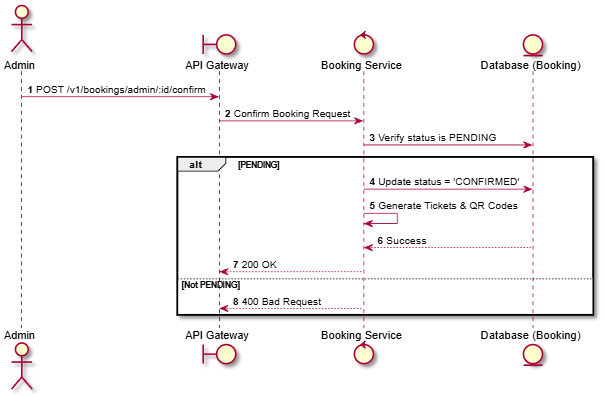 Admin
API Gateway
Booking Service
Database (Booking)
1 POST /v1/bookings/admin/:id/confirm
2 Confirm Booking Request
3 Verify status is PENDING
alt [PENDING]
4 Update status = 'CONFIRMED'
5 Generate Tickets & QR Codes
6 Success
7 200 OK
[Not PENDING]
8 400 Bad Request
Admin
API Gateway
Booking Service
Database (Booking)